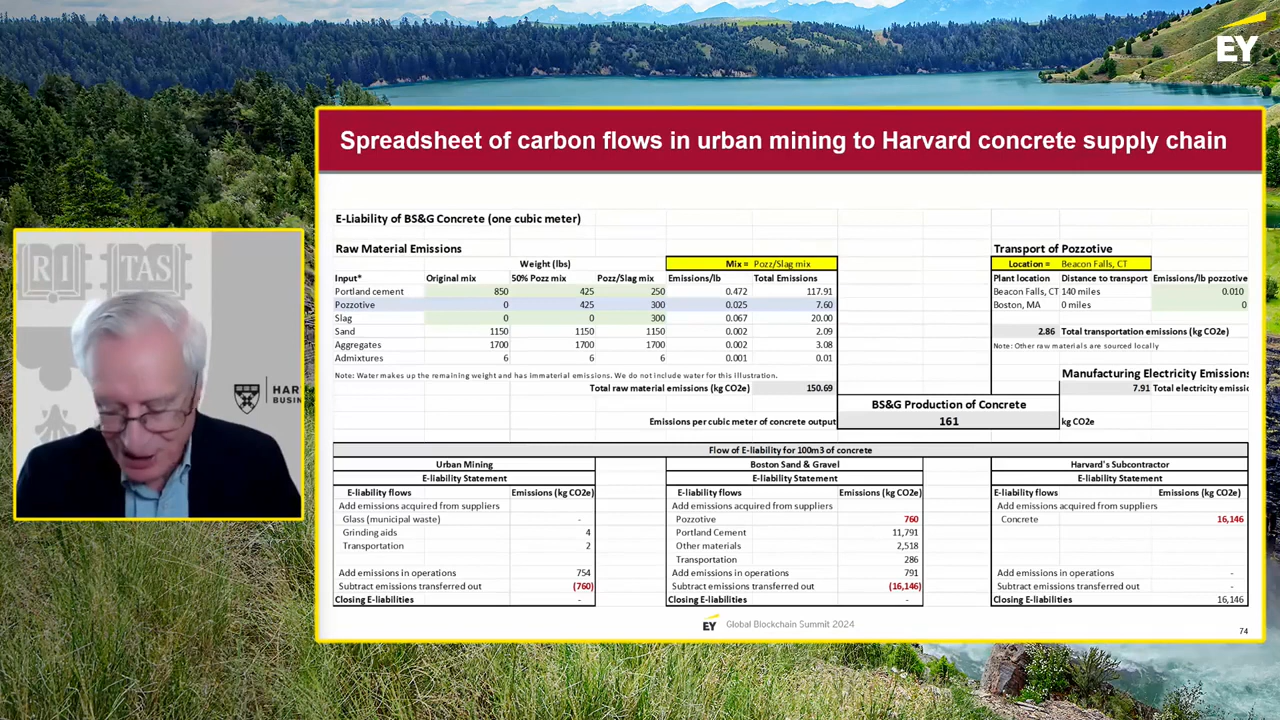 EY
Spreadsheet of carbon flows in urban mining to Harvard concrete supply chain
RI TAS
HAR
BUSIN
E-Liability of BS&G Concrete (one cubic meter)
Raw Material Emissions
Weight (lbs) Mix = Pozz/Slag mix
Input* Original mix 50% Pozz mix Pozz/Slag mix Emissions/lb Total Emissions
Portland cement 850 425 250 0.472 117.91
Pozzotive 0 425 300 0.025 7.60
Slag 0 0 300 0.067 20.00
Sand 1150 1150 1150 0.002 2.09
Aggregates 1700 1700 1700 0.002 3.08
Admixtures 6 6 6 0.001 0.01
Note: Water makes up the remaining weight and has immaterial emissions. We do not include water for this illustration.
Total raw material emissions (kg CO2e) 150.69
Transport of Pozzotive
Location = Beacon Falls, CT
Plant location Distance to transport Emissions/lb pozzotive
Beacon Falls, CT 140 miles 0.010
Boston, MA 0 miles 0
2.86 Total transportation emissions (kg CO2e)
Note: Other raw materials are sourced locally
Manufacturing Electricity Emissions
7.91 Total electricity emissic
BS&G Production of Concrete
Emissions per cubic meter of concrete output 161 kg CO2e
Flow of E-liability for 100m3 of concrete
Urban Mining
E-liability Statement
E-liability flows Emissions (kg CO2e)
Add emissions acquired from suppliers
Glass (municipal waste) -
Grinding aids 4
Transportation 2
Add emissions in operations 754
Subtract emissions transferred out (760)
Closing E-liabilities -
Boston Sand & Gravel
E-liability Statement
E-liability flows Emissions (kg CO2e)
Add emissions acquired from suppliers
Pozzotive 760
Portland Cement 11,791
Other materials 2,518
Transportation 286
Add emissions in operations 791
Subtract emissions transferred out (16,146)
Closing E-liabilities -
Harvard's Subcontractor
E-liability Statement
E-liability flows Emissions (kg CO2e)
Add emissions acquired from suppliers
Concrete 16,146
Add emissions in operations -
Subtract emissions transferred out -
Closing E-liabilities 16,146
EY Global Blockchain Summit 2024
74